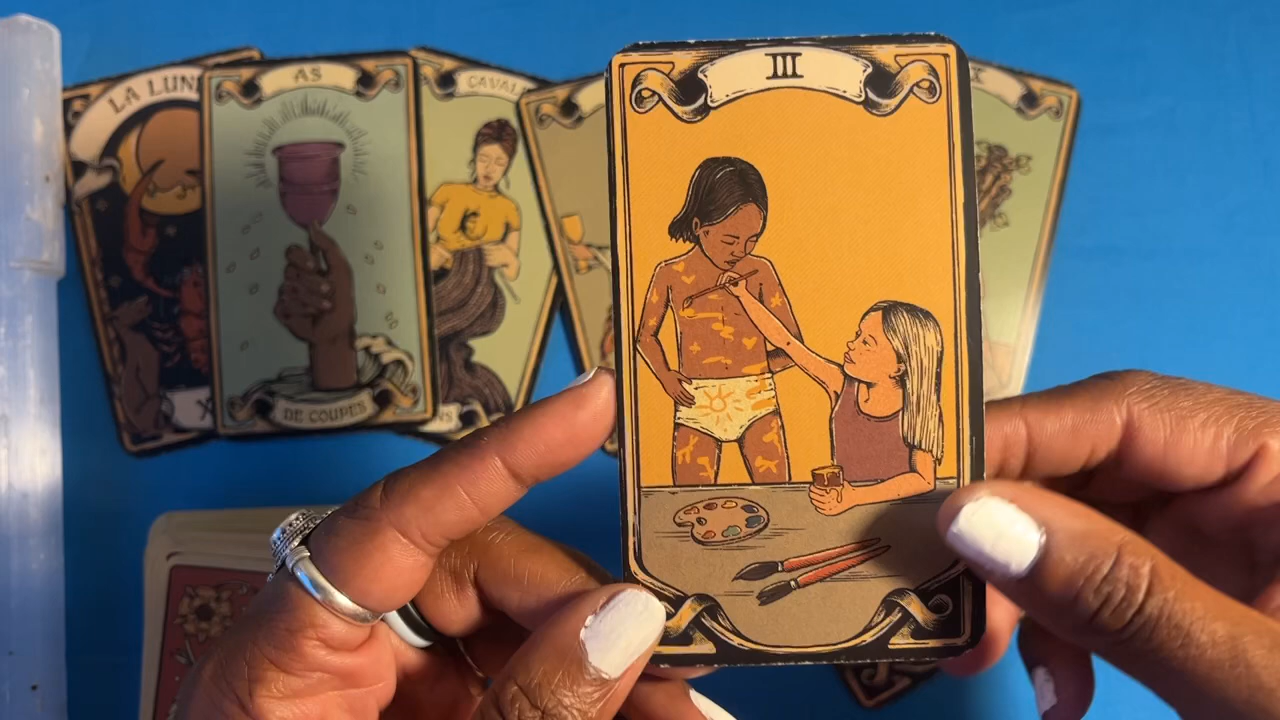 LA LUN
AS
DE COUPES
CAVAL
€
III